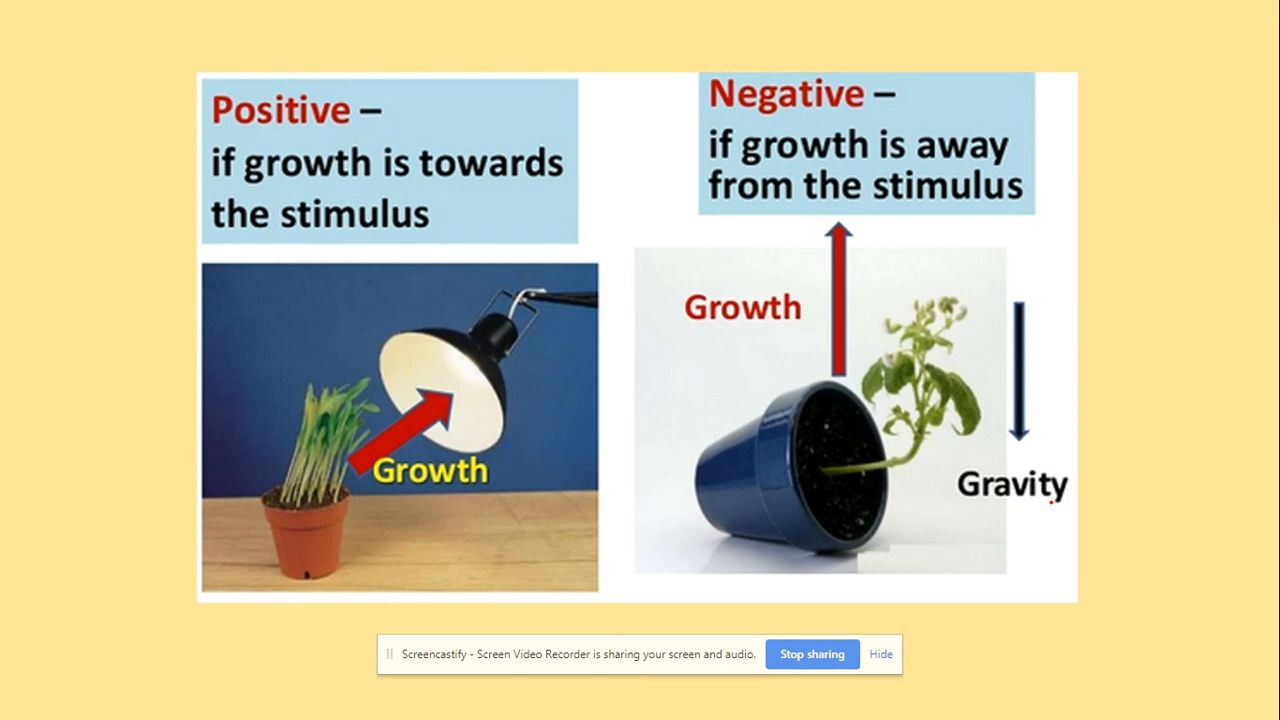 Positive –
if growth is towards
the stimulus
Negative –
if growth is away
from the stimulus
Growth
Growth
Gravity
Screencastify - Screen Video Recorder is sharing your screen and audio.
Stop sharing
Hide